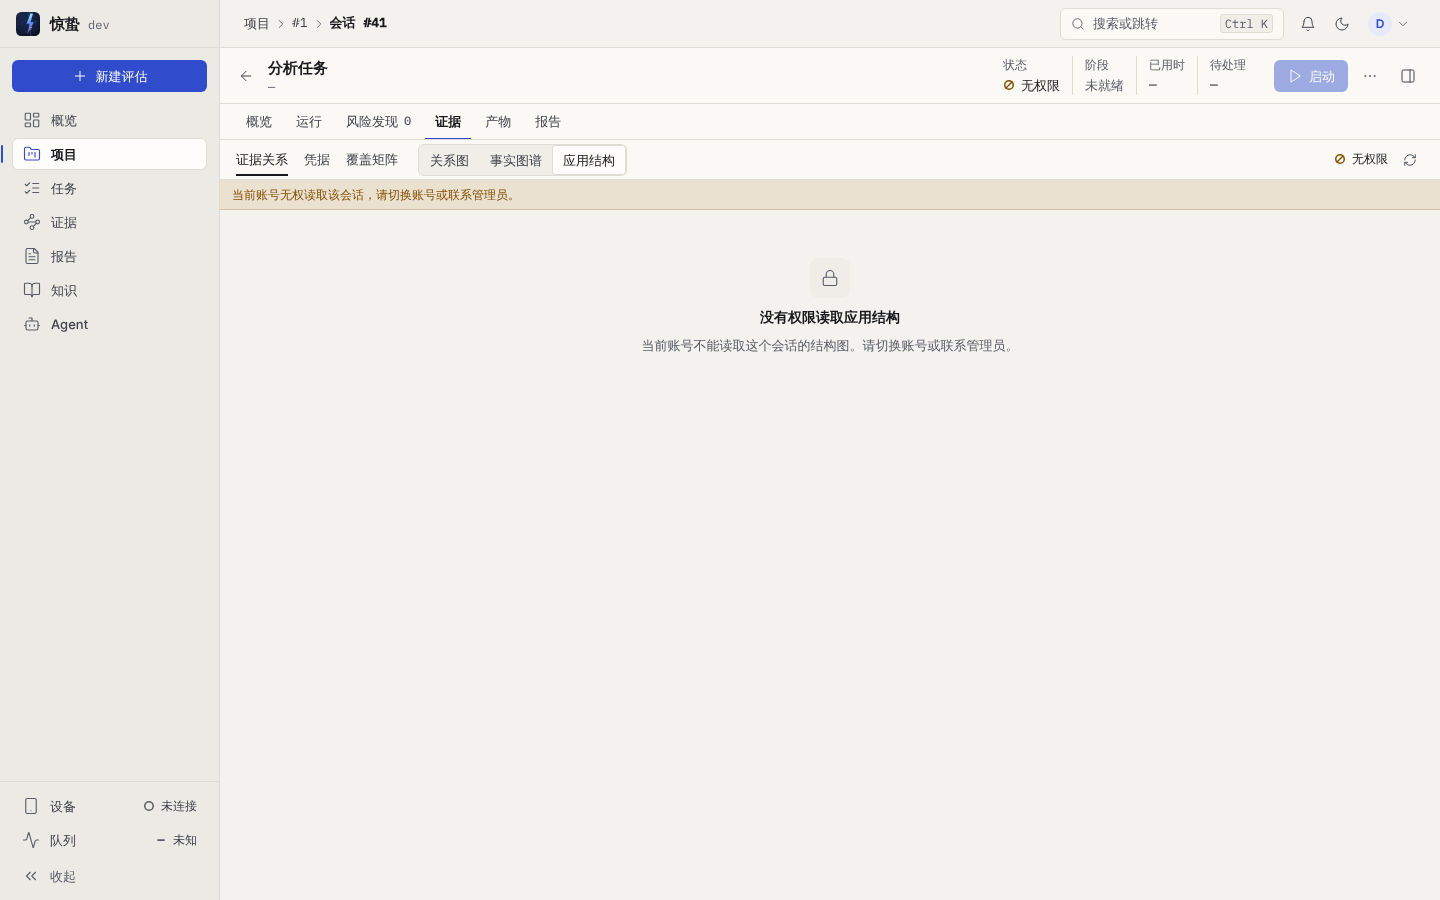 惊蛰 dev
项目 > #1 > 会话 #41
搜索或跳转 Ctrl K
D
新建评估
概览
项目
任务
证据
报告
知识
Agent
设备 未连接
队列 — 未知
收起
分析任务
—
状态 无权限
阶段 未就绪
已用时 —
待处理 —
启动
概览 运行 风险发现 0 证据 产物 报告
证据关系 凭据 覆盖矩阵 关系图 事实图谱 应用结构 无权限
当前账号无权读取该会话，请切换账号或联系管理员。
没有权限读取应用结构
当前账号不能读取这个会话的结构图。请切换账号或联系管理员。